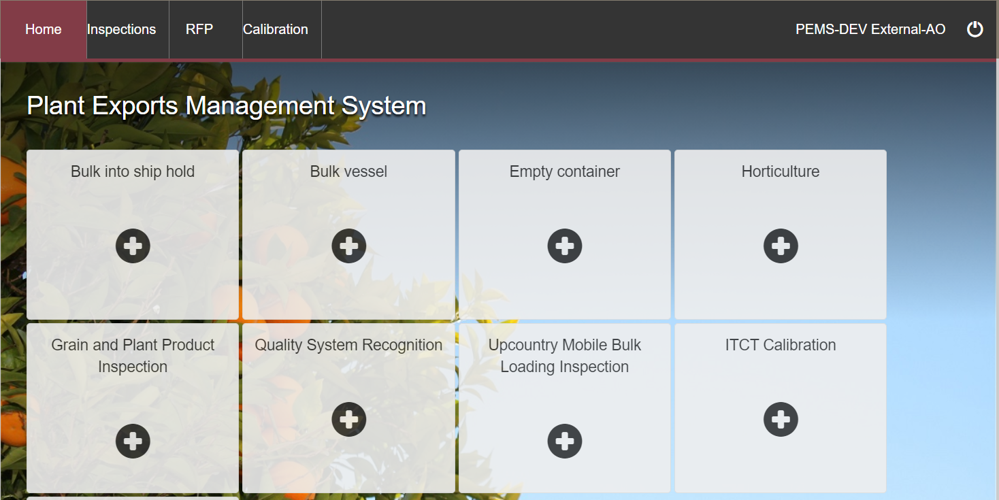 Home Inspections RFP Calibration PEMS-DEV External-AO
Plant Exports Management System
Bulk into ship hold
Bulk vessel
Empty container
Horticulture
Grain and Plant Product
Inspection
Quality System Recognition
Upcountry Mobile Bulk
Loading Inspection
ITCT Calibration